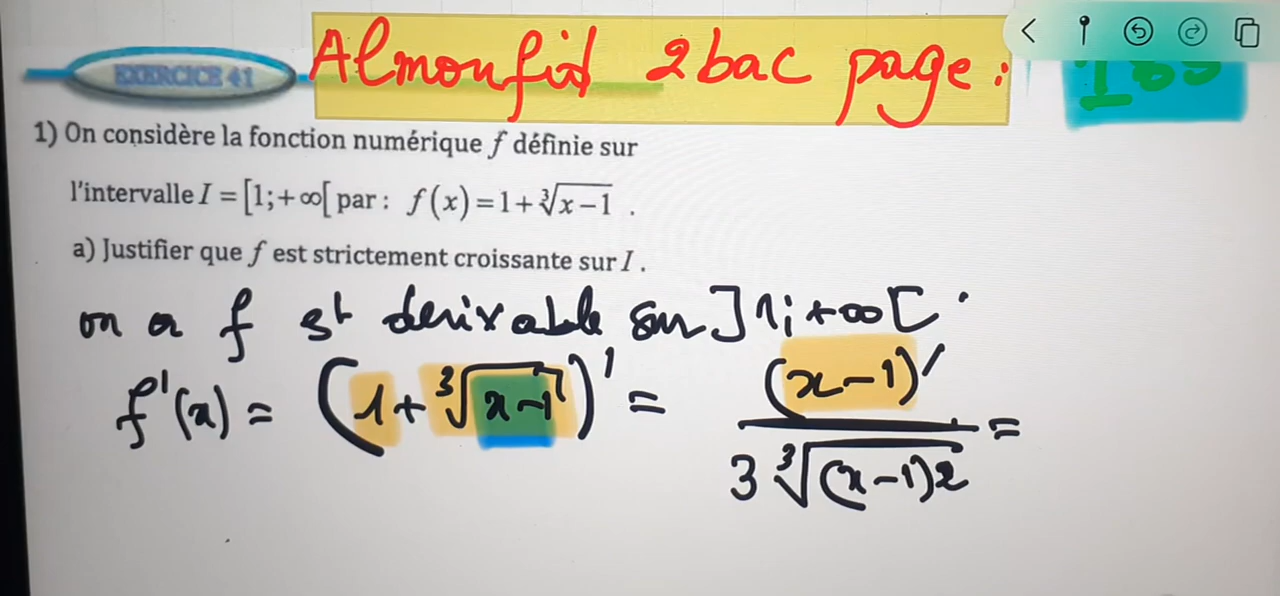 EXERCICE 41
Almoufid 2bac page :
1) On considère la fonction numérique f définie sur
l'intervalle I = [1;+∞[ par : f(x) = 1 + ∛(x−1) .
a) Justifier que f est strictement croissante sur I .
on a f est derivable sur ]1;+∞[ .
f'(x) = (1 + ∛(x−1))' = (x−1)' / 3∛(x−1)2 =